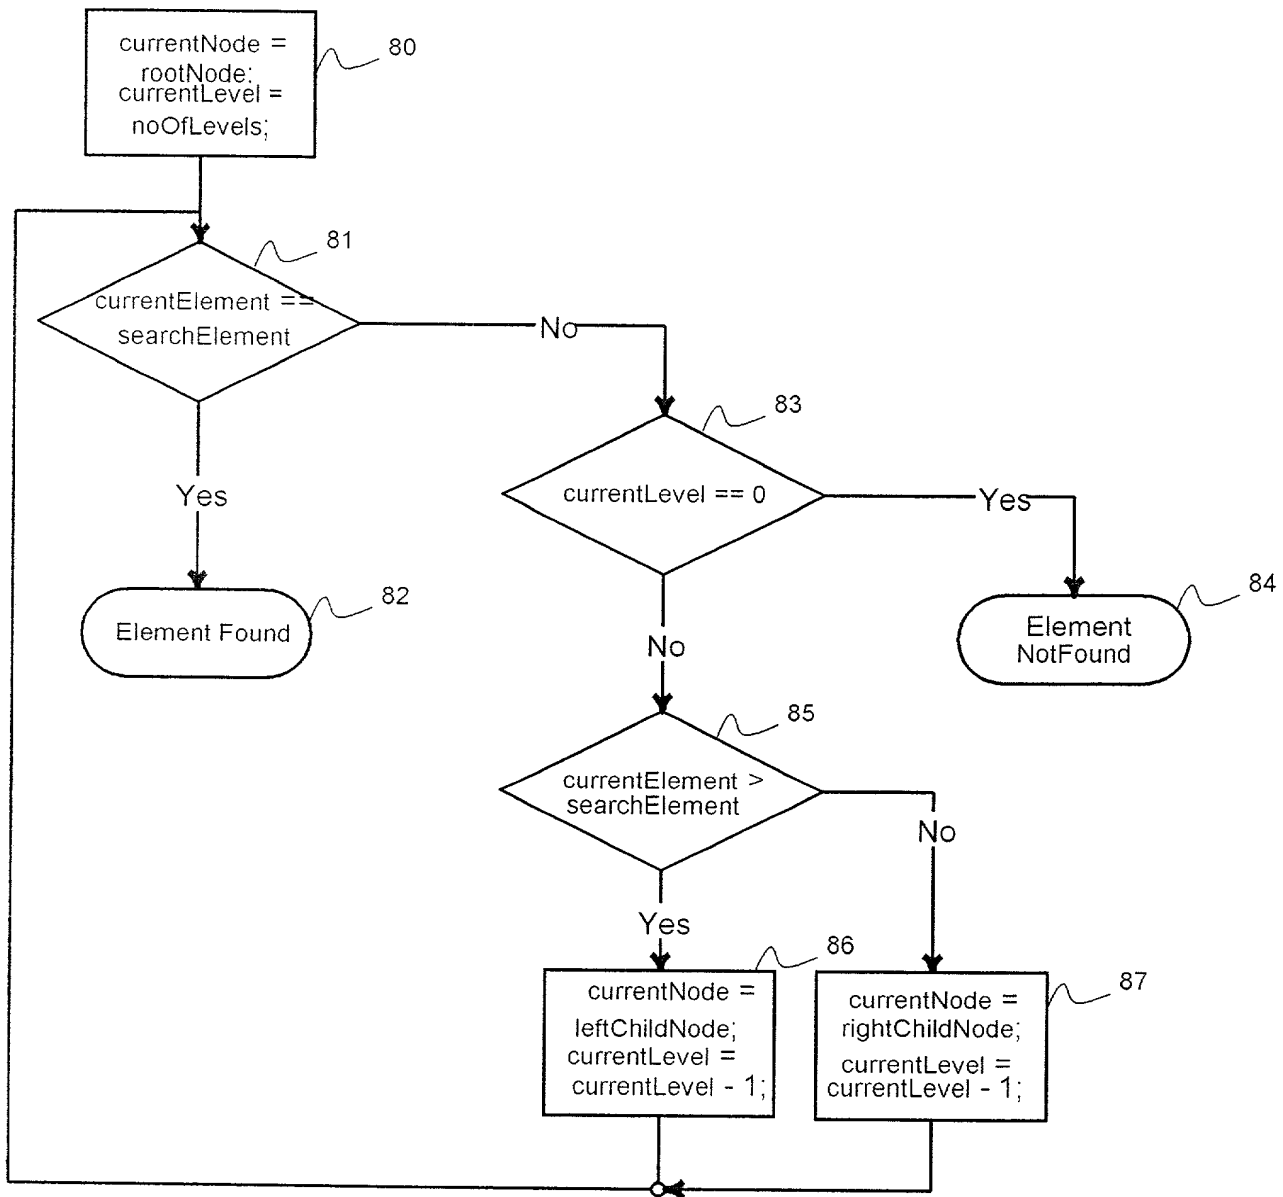 currentNode =
rootNode;
currentLevel =
noOfLevels;
80
81
currentElement ==
searchElement
No
83
currentLevel == 0
Yes
Yes
84
82
Element Found
Element
NotFound
No
85
currentElement >
searchElement
No
Yes
86
currentNode =
leftChildNode;
currentLevel =
currentLevel - 1;
87
currentNode =
rightChildNode;
currentLevel =
currentLevel - 1;